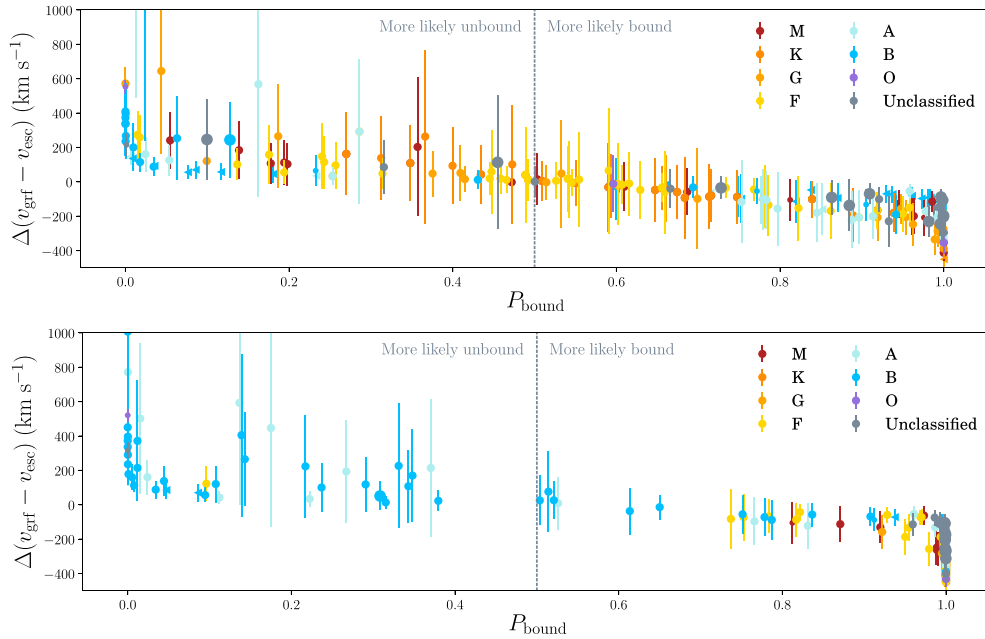 1000
800
600
400
200
0
−200
−400
Δ(v_grf − v_esc) (km s⁻¹)
More likely unbound More likely bound
M A
K B
G O
F Unclassified
0.0 0.2 0.4 0.6 0.8 1.0
P_bound
1000
800
600
400
200
0
−200
−400
Δ(v_grf − v_esc) (km s⁻¹)
More likely unbound More likely bound
M A
K B
G O
F Unclassified
0.0 0.2 0.4 0.6 0.8 1.0
P_bound